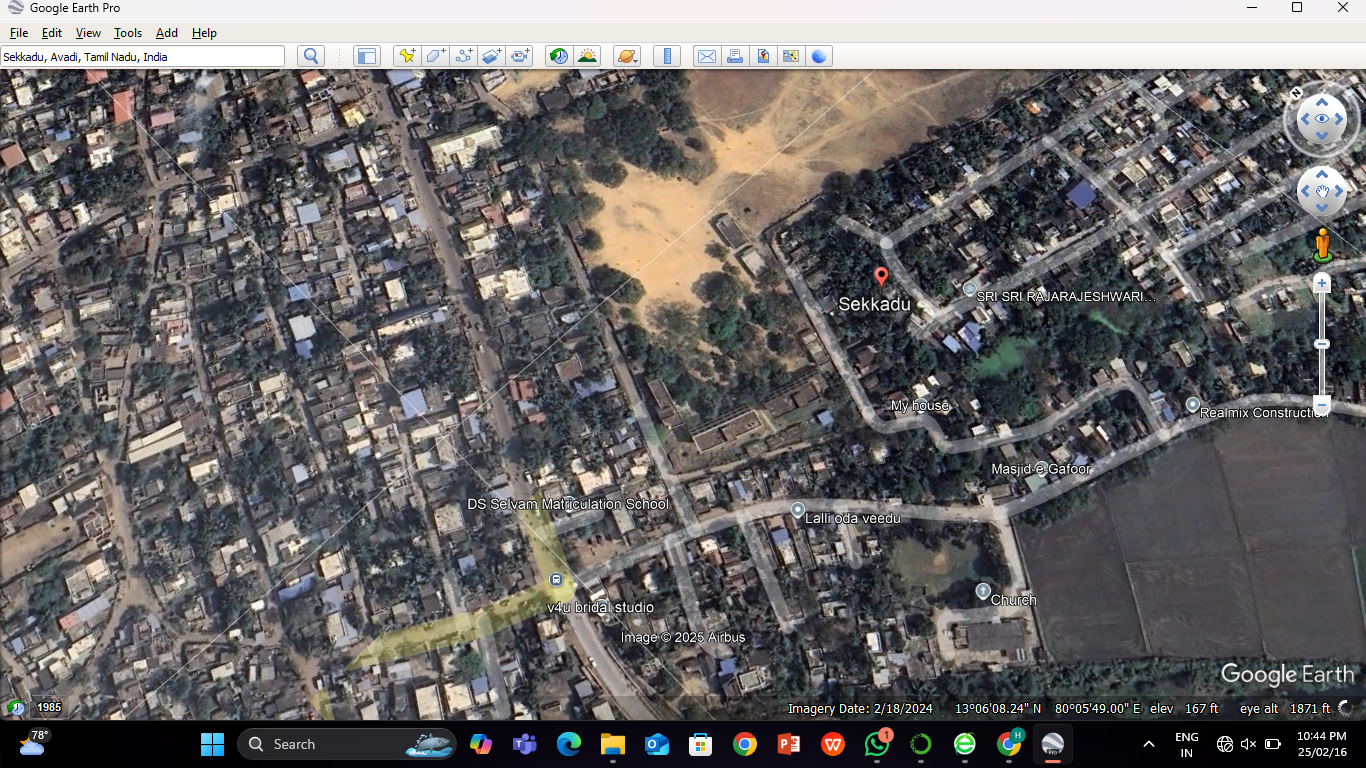 Google Earth Pro
File Edit View Tools Add Help
Sekkadu, Avadi, Tamil Nadu, India
Sekkadu
SRI SRI RAJARAJESHWARI...
My house
Realmix Construction
Masjid-e-Gafoor
DS Selvam Matriculation School
Lalli oda veedu
v4u bridal studio
Church
Image © 2025 Airbus
Google Earth
1985
Imagery Date: 2/18/2024 13°06'08.24" N 80°05'49.00" E elev 167 ft eye alt 1871 ft
78°
Search
1
H
Pro
ENG
IN
10:44 PM
25/02/16